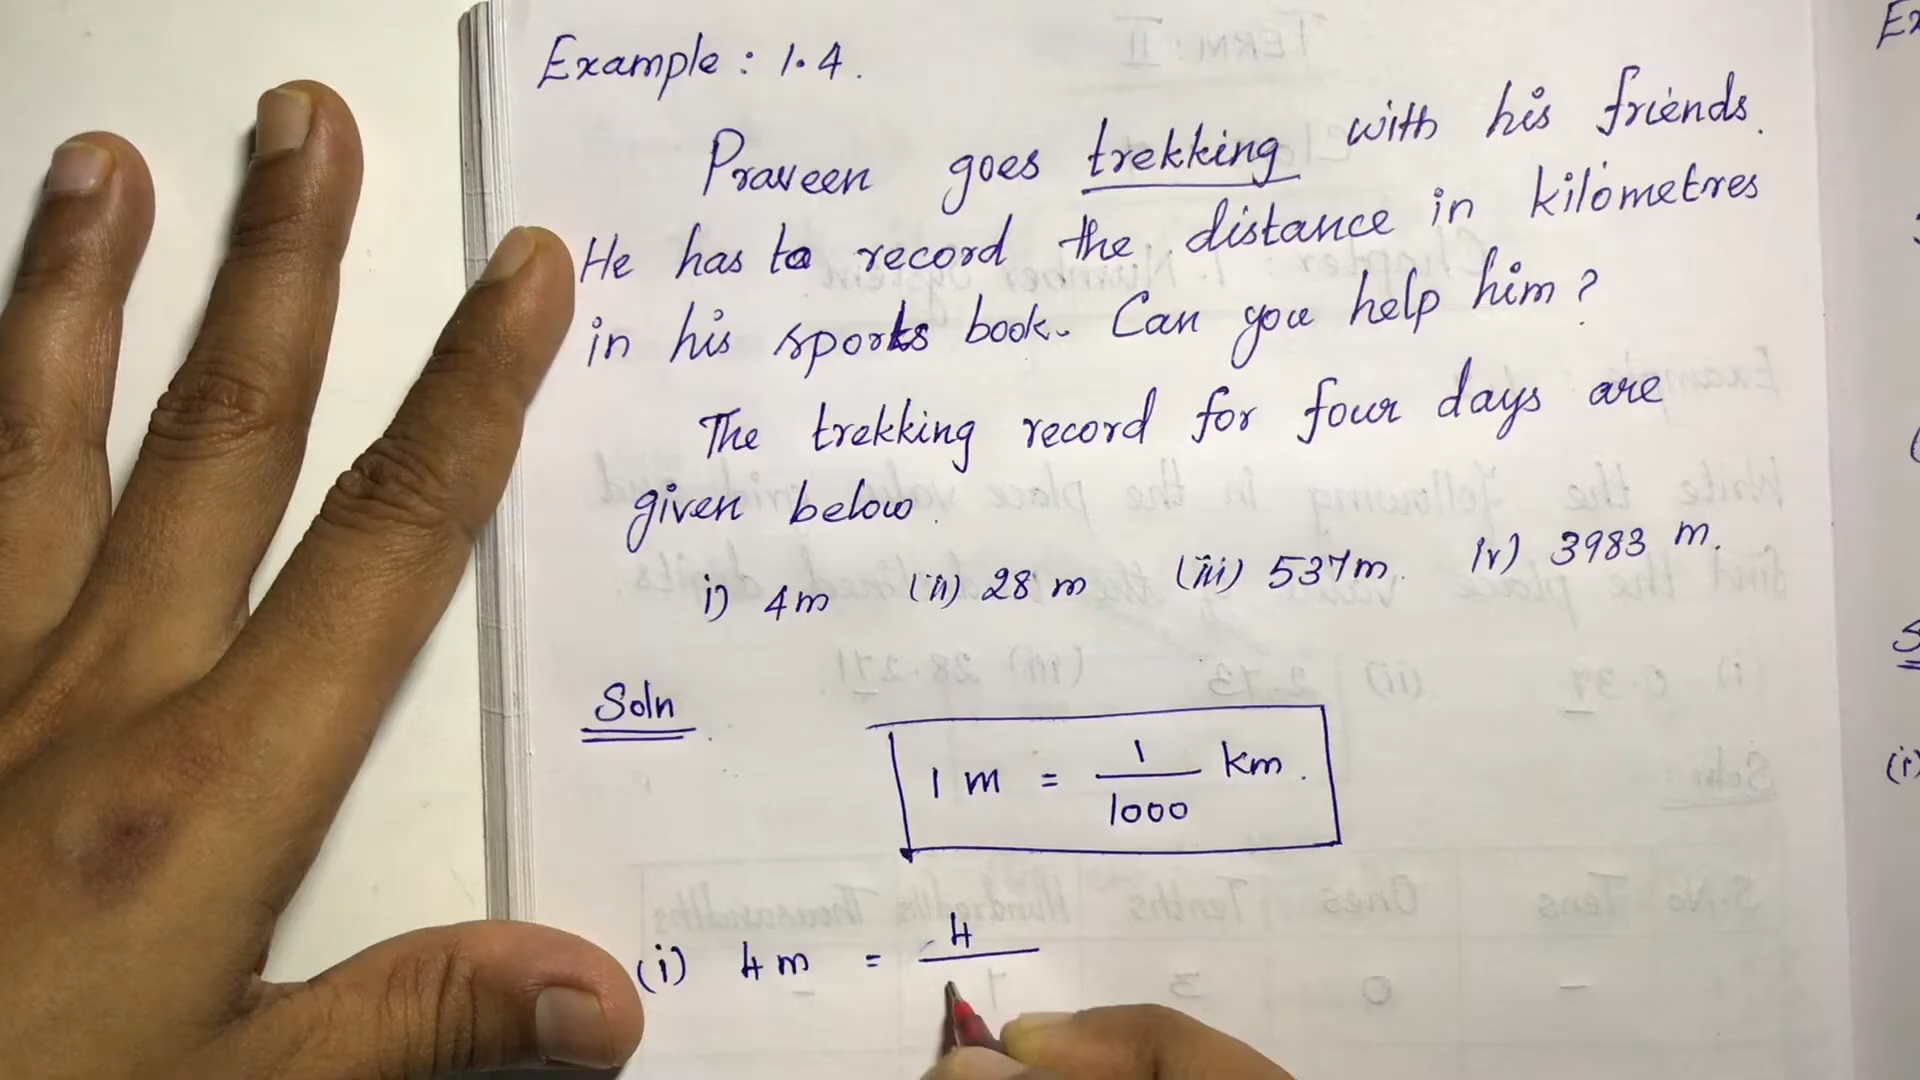 Example : 1.4.
Praveen goes trekking with his friends.
He has to record the distance in kilometres
in his sports book. Can you help him?
The trekking record for four days are
given below.
i) 4m (ii) 28 m (iii) 537m. iv) 3983 m.
Soln
1 m = 1/1000 km.
(i) 4m = 4
Ex
(i)